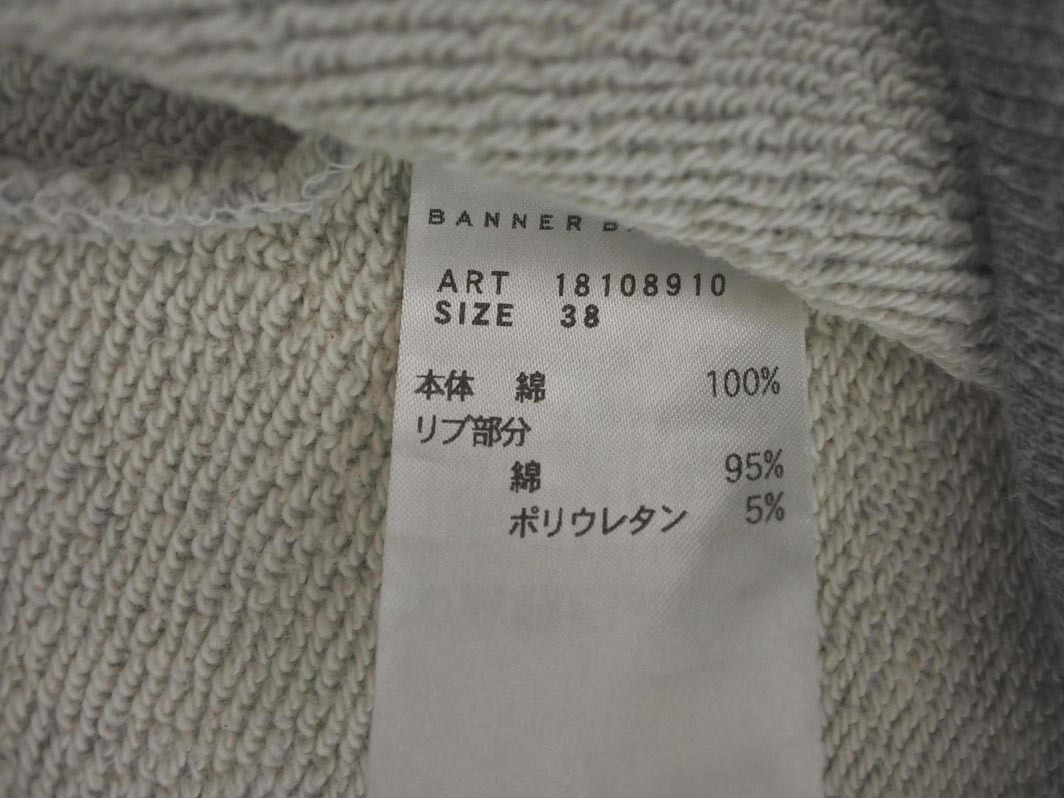 BANNER
ART 18108910
SIZE 38
本体 綿 100%
リブ部分
綿 95%
ポリウレタン 5%